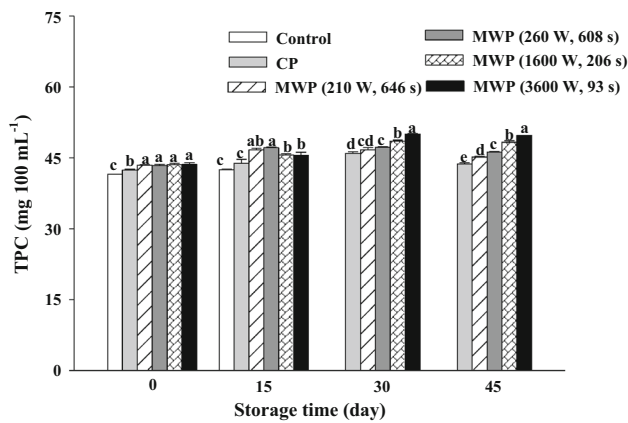 75
60
45
30
15
0
TPC (mg 100 mL⁻¹)
Control
CP
MWP (210 W, 646 s)
MWP (260 W, 608 s)
MWP (1600 W, 206 s)
MWP (3600 W, 93 s)
c b a a a a
c c ab a b b
d cd c b a
e d c b a
0 15 30 45
Storage time (day)